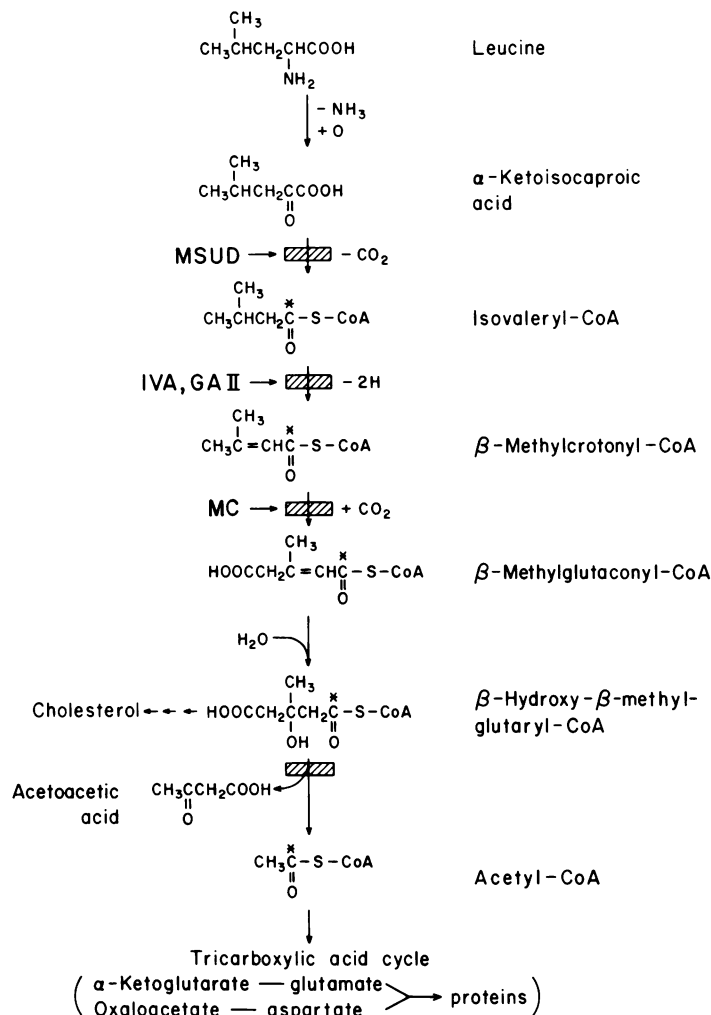 CH₃
CH₃CHCH₂CHCOOH Leucine
NH₂
- NH₃
+ O
CH₃
CH₃CHCH₂CCOOH α-Ketoisocaproic
O acid
MSUD → - CO₂
CH₃ *
CH₃CHCH₂C-S-CoA Isovaleryl-CoA
O
IVA, GA II → - 2H
CH₃ *
CH₃C=CHC-S-CoA β-Methylcrotonyl-CoA
O
MC → + CO₂
CH₃ *
HOOCCH₂C=CHC-S-CoA β-Methylglutaconyl-CoA
O
H₂O
CH₃ *
Cholesterol ← ← ← HOOCCH₂CCH₂C-S-CoA β-Hydroxy-β-methyl-
OH O glutaryl-CoA
Acetoacetic CH₃CCH₂COOH
acid O
*
CH₃C-S-CoA Acetyl-CoA
O
Tricarboxylic acid cycle
( α-Ketoglutarate — glutamate → proteins )
Oxaloacetate — aspartate